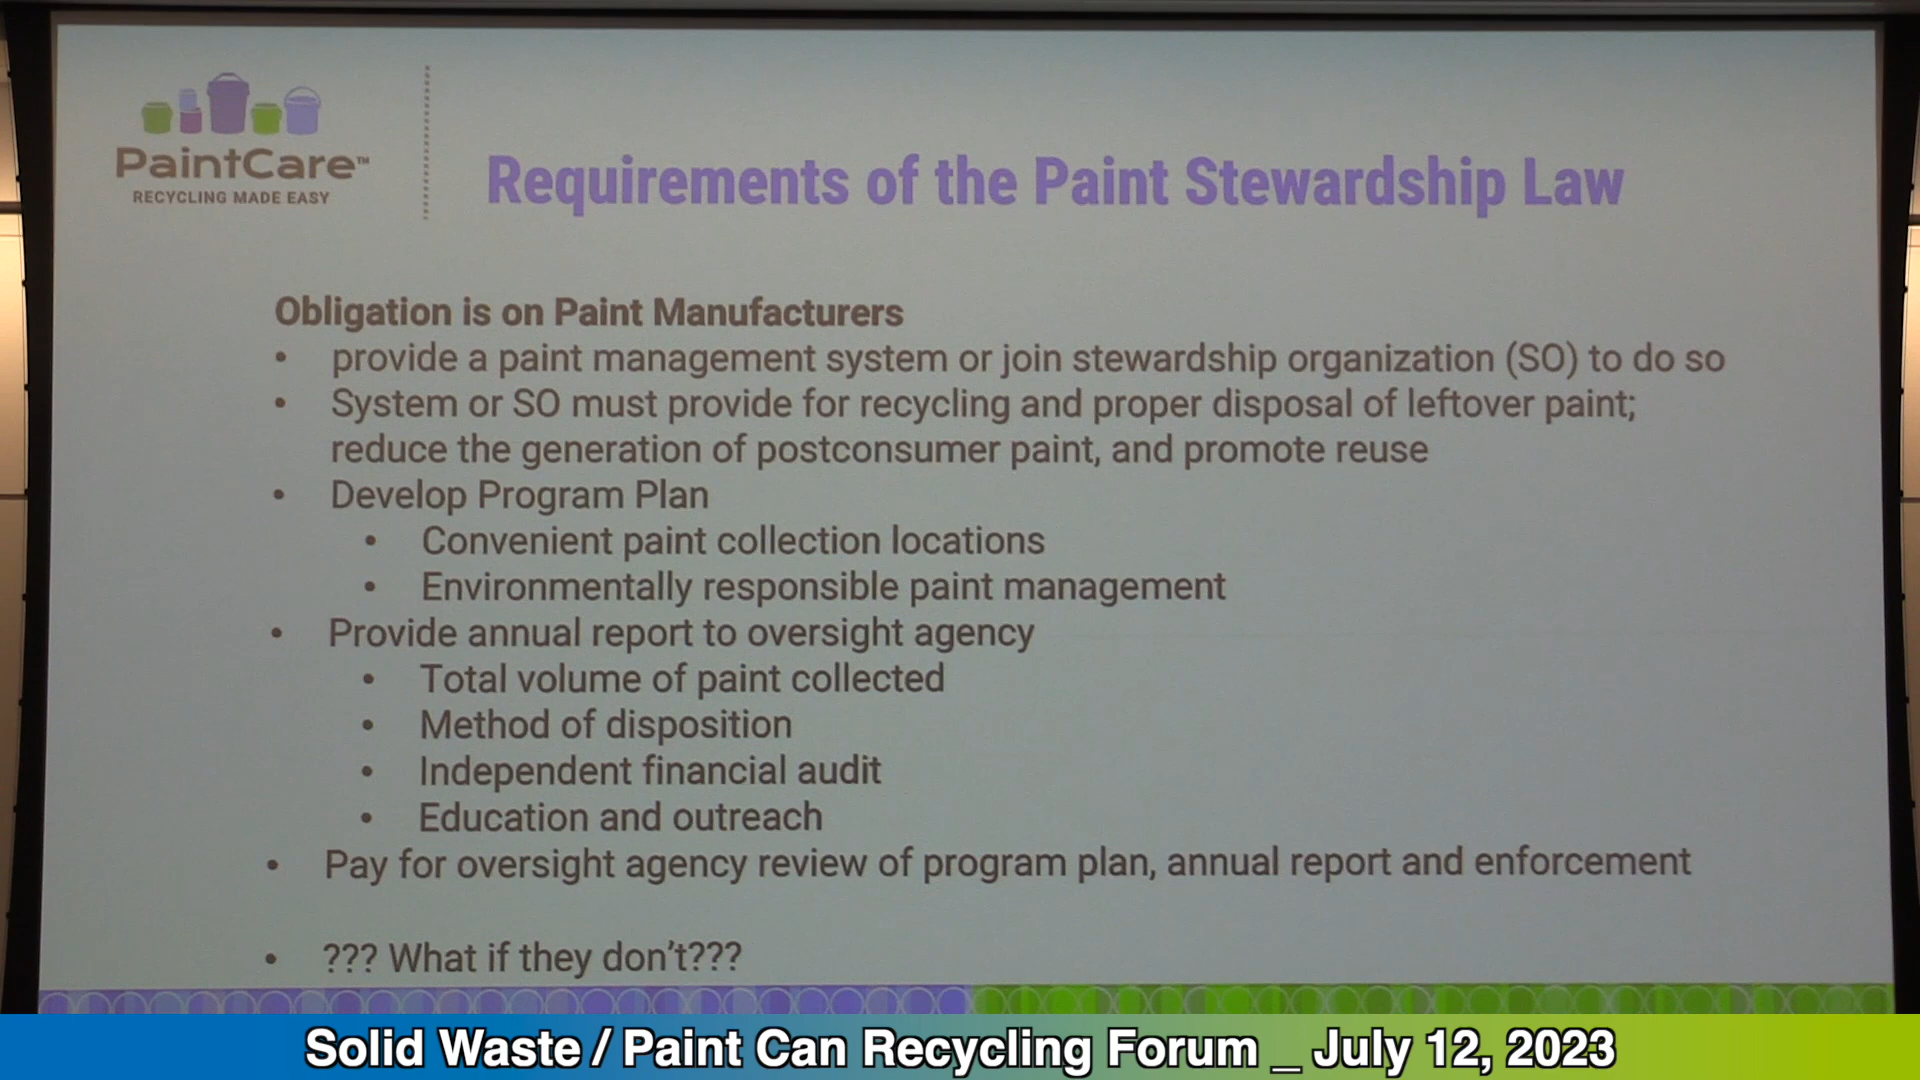 PaintCare™
RECYCLING MADE EASY
Requirements of the Paint Stewardship Law
Obligation is on Paint Manufacturers
• provide a paint management system or join stewardship organization (SO) to do so
• System or SO must provide for recycling and proper disposal of leftover paint;
reduce the generation of postconsumer paint, and promote reuse
• Develop Program Plan
• Convenient paint collection locations
• Environmentally responsible paint management
• Provide annual report to oversight agency
• Total volume of paint collected
• Method of disposition
• Independent financial audit
• Education and outreach
• Pay for oversight agency review of program plan, annual report and enforcement
• ??? What if they don't???
Solid Waste / Paint Can Recycling Forum _ July 12, 2023